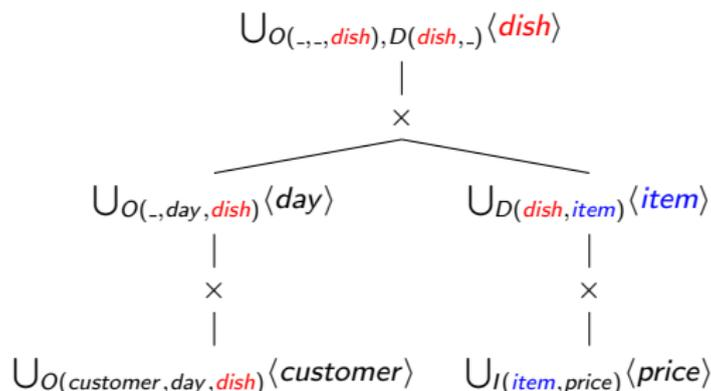 ⋃O(_,_,dish),D(dish,_)⟨dish⟩
×
⋃O(_,day,dish)⟨day⟩ ⋃D(dish,item)⟨item⟩
× ×
⋃O(customer,day,dish)⟨customer⟩ ⋃I(item,price)⟨price⟩